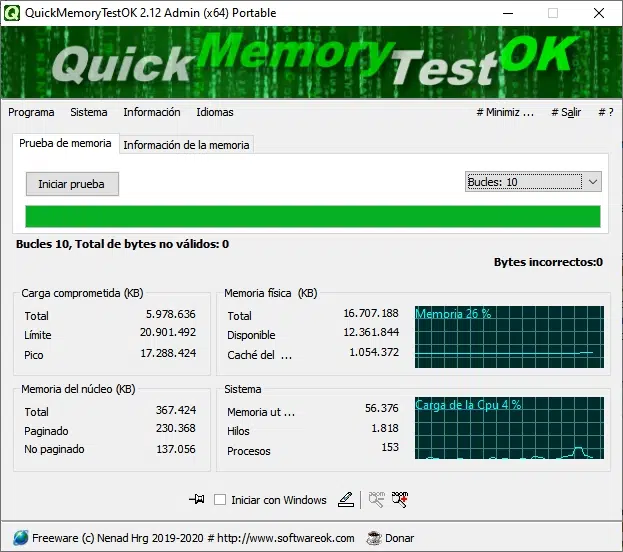 QuickMemoryTestOK 2.12 Admin (x64) Portable
QuickMemoryTestOK
Programa Sistema Información Idiomas # Minimiz ... # Salir # ?
Prueba de memoria Información de la memoria
Iniciar prueba Bucles: 10
Bucles 10, Total de bytes no válidos: 0
Bytes incorrectos:0
Carga comprometida (KB)
Total 5.978.636
Límite 20.901.492
Pico 17.288.424
Memoria física (KB)
Total 16.707.188
Disponible 12.361.844
Caché del ... 1.054.372
Memoria 26 %
Memoria del núcleo (KB)
Total 367.424
Paginado 230.368
No paginado 137.056
Sistema
Memoria ut ... 56.376
Hilos 1.818
Procesos 153
Carga de la Cpu 4 %
Iniciar con Windows zoom zoom
Freeware (c) Nenad Hrg 2019-2020 # http://www.softwareok.com Donar